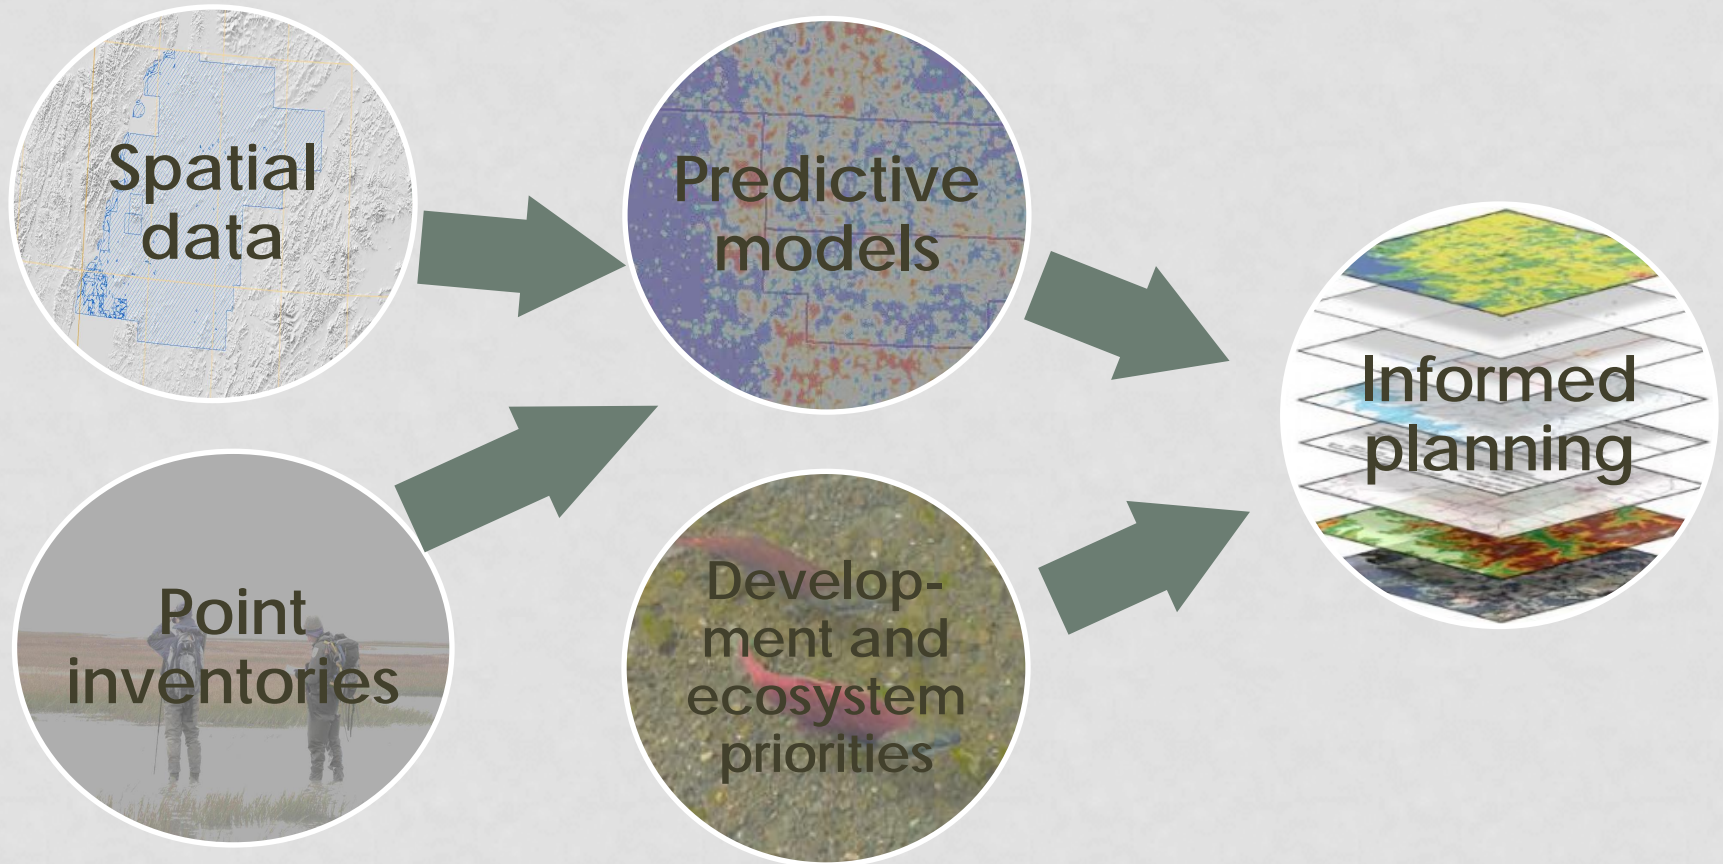 Spatial
data
Predictive
models
Informed
planning
Point
inventories
Develop-
ment and
ecosystem
priorities